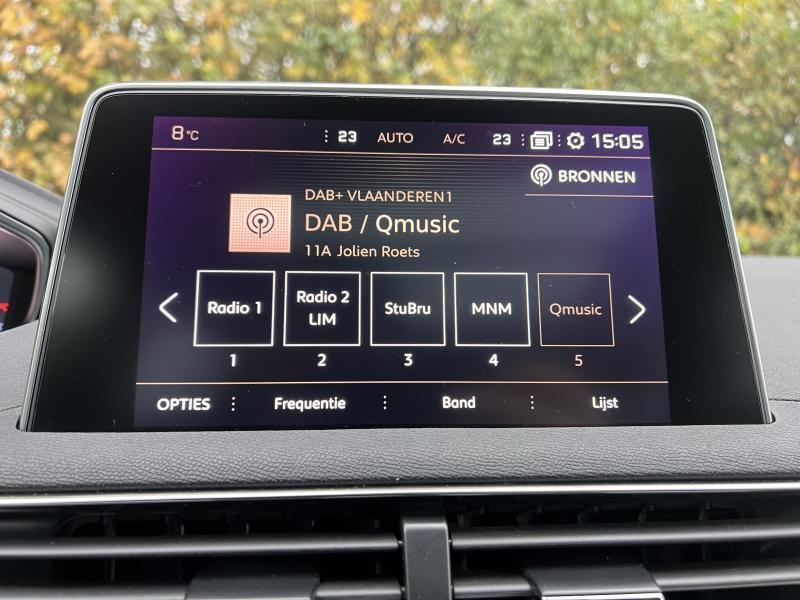 8°C 23 AUTO A/C 23 15:05
BRONNEN
DAB+ VLAANDEREN1
DAB / Qmusic
11A Jolien Roets
Radio 1
Radio 2 LIM
StuBru
MNM
Qmusic
1 2 3 4 5
OPTIES Frequentie Band Lijst